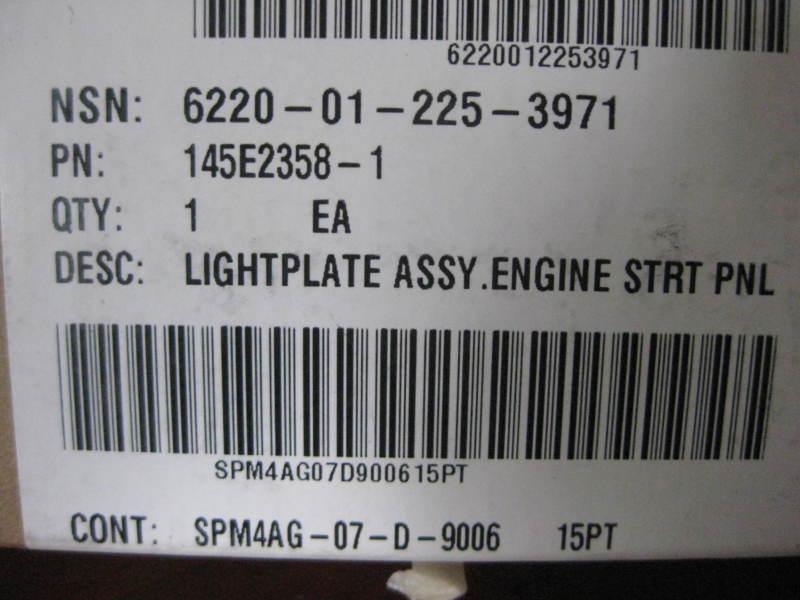 6220012253971
NSN: 6220-01-225-3971
PN: 145E2358-1
QTY: 1 EA
DESC: LIGHTPLATE ASSY.ENGINE STRT PNL
SPM4AG07D900615PT
CONT: SPM4AG-07-D-9006 15PT